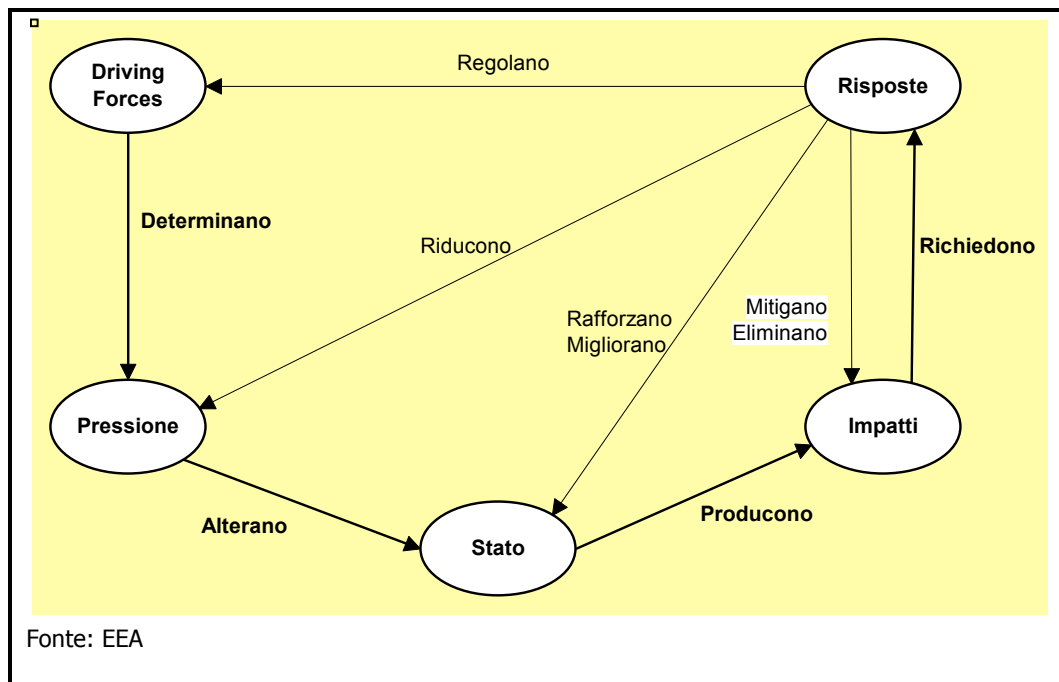 Driving
Forces
Regolano
Risposte
Determinano
Riducono
Richiedono
Rafforzano
Migliorano
Mitigano
Eliminano
Pressione
Impatti
Alterano
Stato
Producono
Fonte: EEA